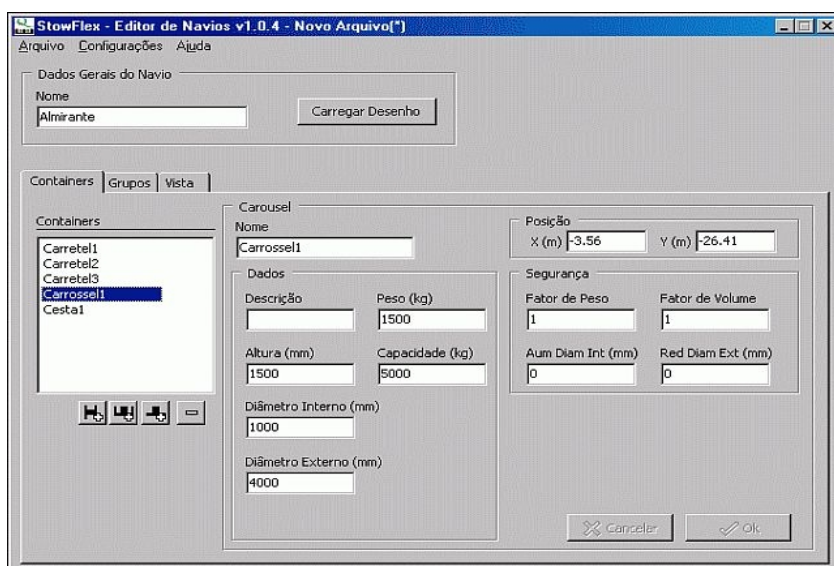 StowFlex - Editor de Navios v1.0.4 - Novo Arquivo(*)
Arquivo Configurações Ajuda
Dados Gerais do Navio
Nome
Almirante
Carregar Desenho
Containers Grupos Vista
Containers
Carretel1
Carretel2
Carretel3
Carrossel1
Cesta1
Carousel
Nome
Carrossel1
Posição
X (m) -3.56 Y (m) -26.41
Dados
Descrição Peso (kg)
1500
Altura (mm) Capacidade (kg)
1500 5000
Diâmetro Interno (mm)
1000
Diâmetro Externo (mm)
4000
Segurança
Fator de Peso Fator de Volume
1 1
Aum Diam Int (mm) Red Diam Ext (mm)
0 0
Cancelar Ok